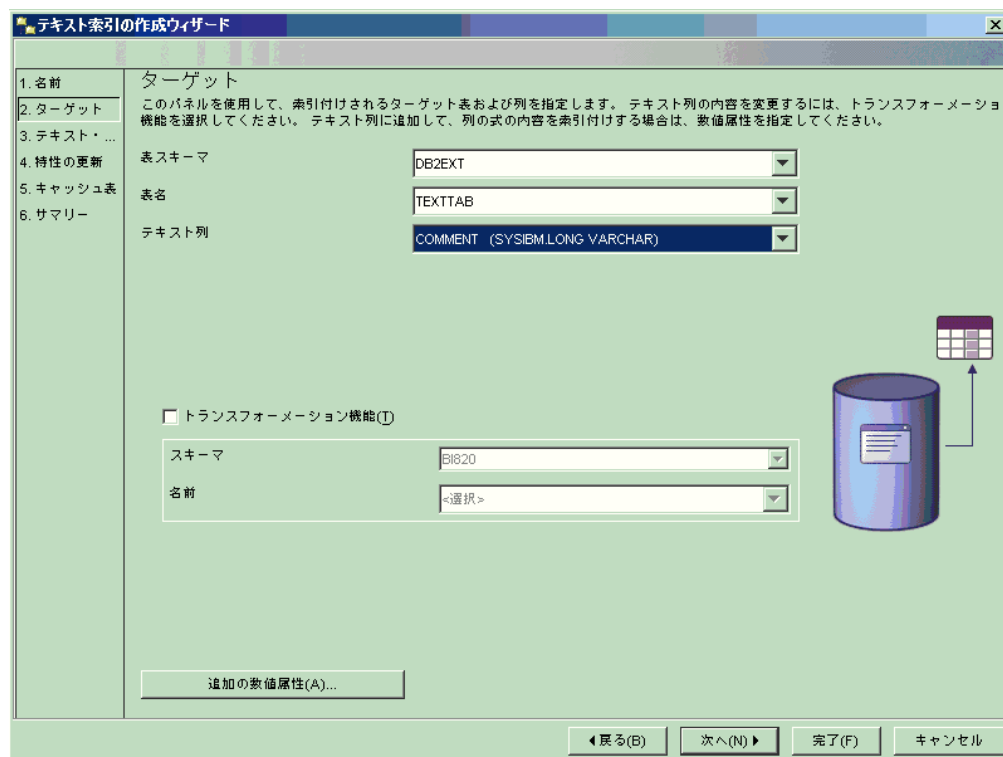 テキスト索引の作成ウィザード
1. 名前
2. ターゲット
3. テキスト・ ...
4. 特性の更新
5. キャッシュ表
6. サマリー
ターゲット
このパネルを使用して、索引付けされるターゲット表および列を指定します。 テキスト列の内容を変更するには、トランスフォーメーショ
機能を選択してください。 テキスト列に追加して、列の式の内容を索引付けする場合は、数値属性を指定してください。
表スキーマ
DB2EXT
表名
TEXTTAB
テキスト列
COMMENT (SYSIBM.LONG VARCHAR)
トランスフォーメーション機能(T)
スキーマ
BI820
名前
<選択>
追加の数値属性(A)...
戻る(B)
次へ(N)
完了(F)
キャンセル